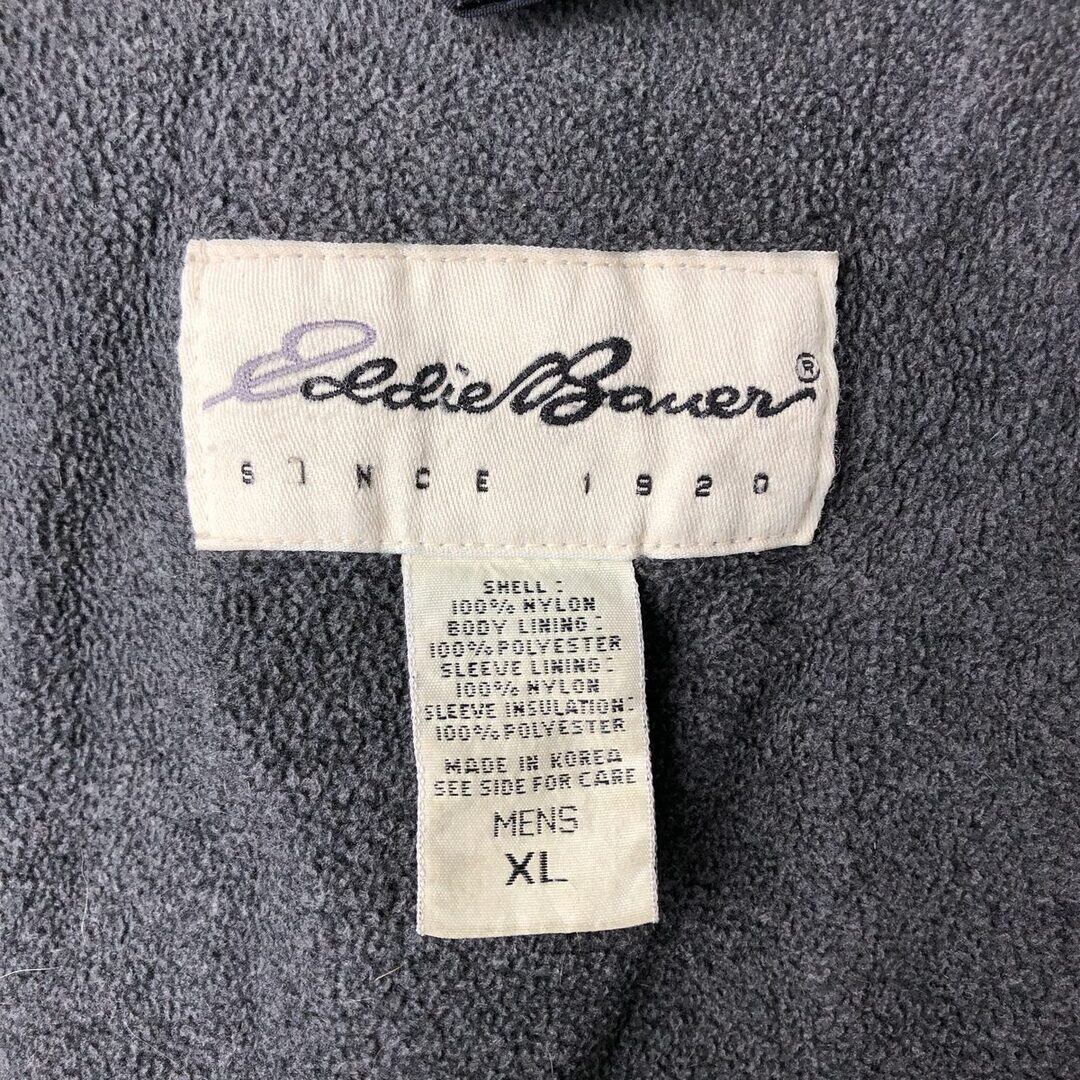 Eddie Bauer®
SINCE 1920
SHELL:
100% NYLON
BODY LINING:
100% POLYESTER
SLEEVE LINING:
100% NYLON
SLEEVE INSULATION:
100% POLYESTER
MADE IN KOREA
SEE SIDE FOR CARE
MENS
XL